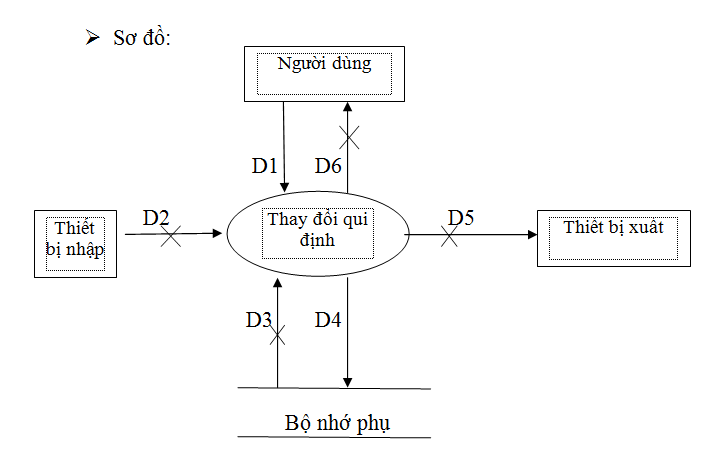 Sơ đồ:
Người dùng
D1
D6
Thiết
bị nhập
D2
Thay đổi qui
định
D5
Thiết bị xuất
D3
D4
Bộ nhớ phụ